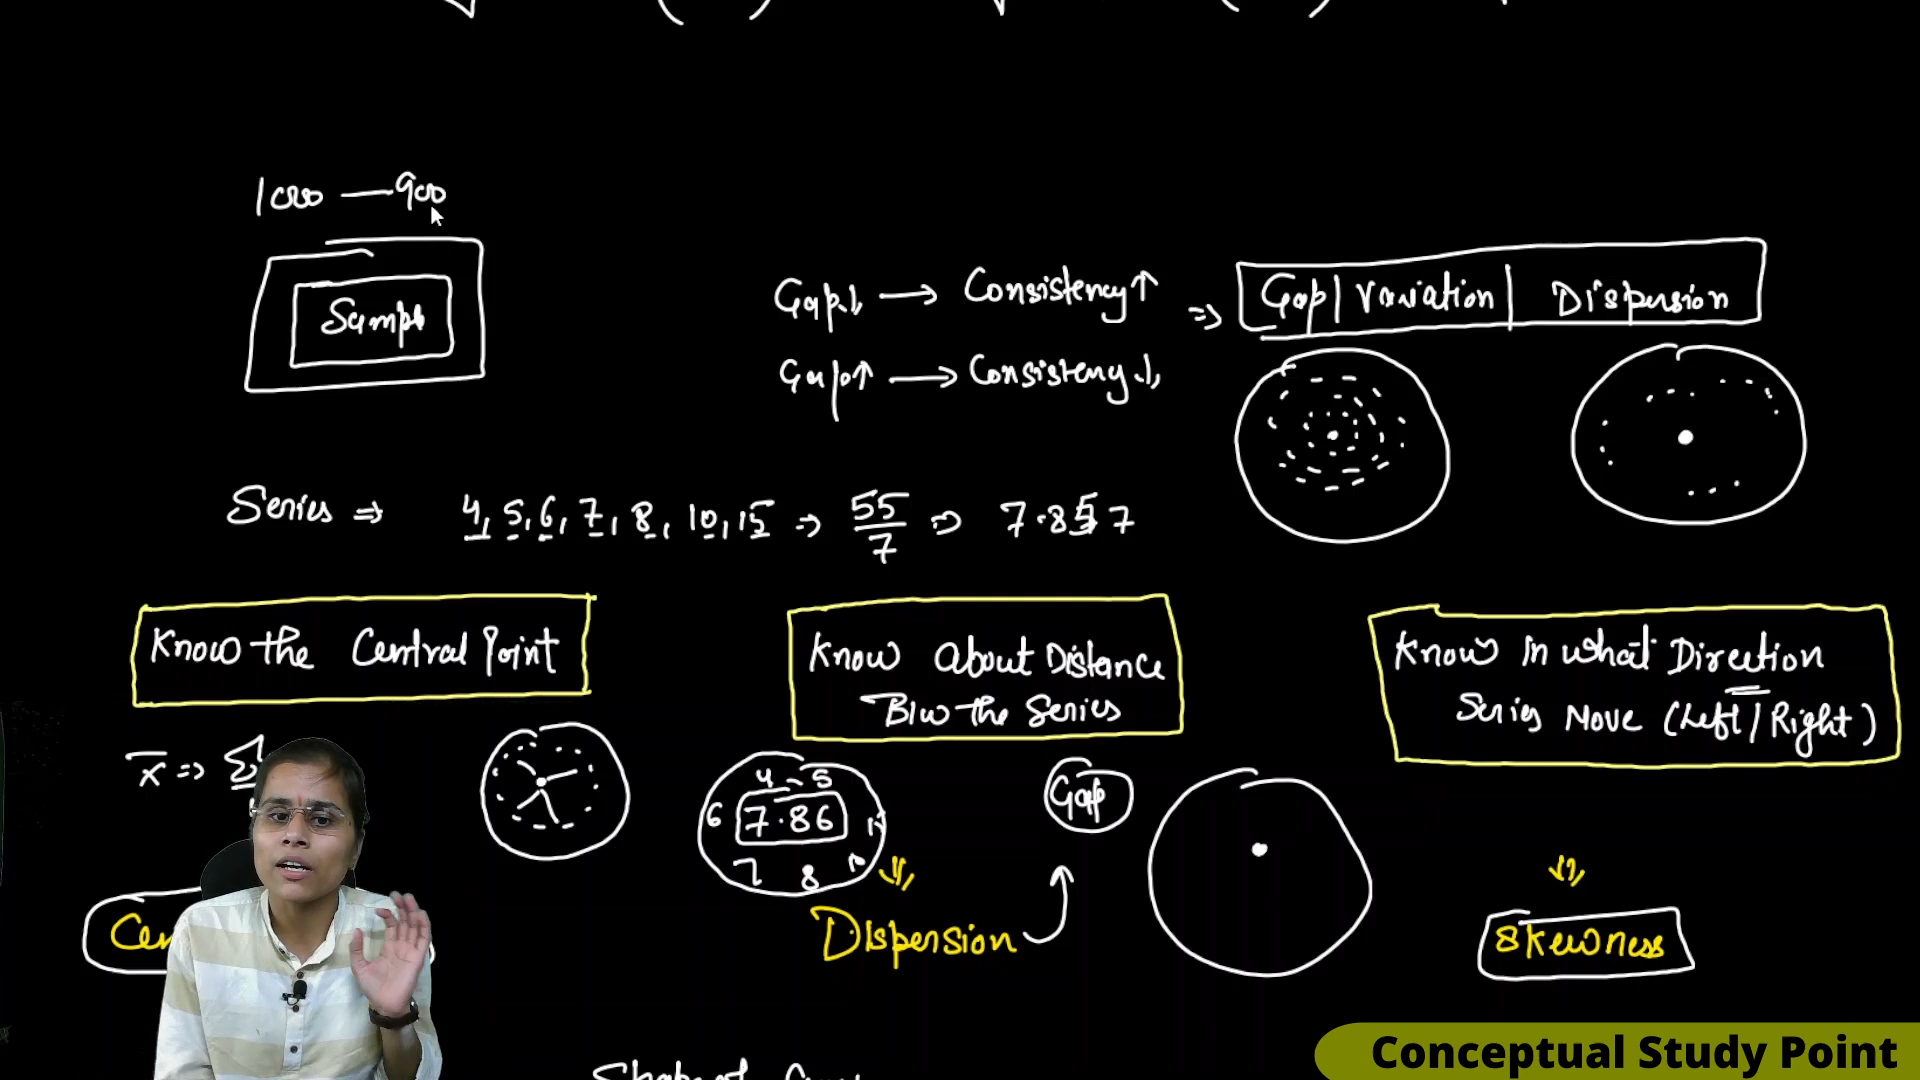 1000 — 900
Sample
Gap↓ → Consistency↑
Gap↑ → Consistency↓
⇒ Gap | Variation | Dispersion
Series ⇒ 4, 5, 6, 7, 8, 10, 15 ⇒ 55/7 ⇒ 7.857
Know the Central Point
Know About Distance
B/w the Series
Know In what Direction
Series Move (Left / Right)
x̄ ⇒ Σ
4 5
6 7.86
7 8 10
Gap
Dispersion
Skewness
Shape of
Conceptual Study Point